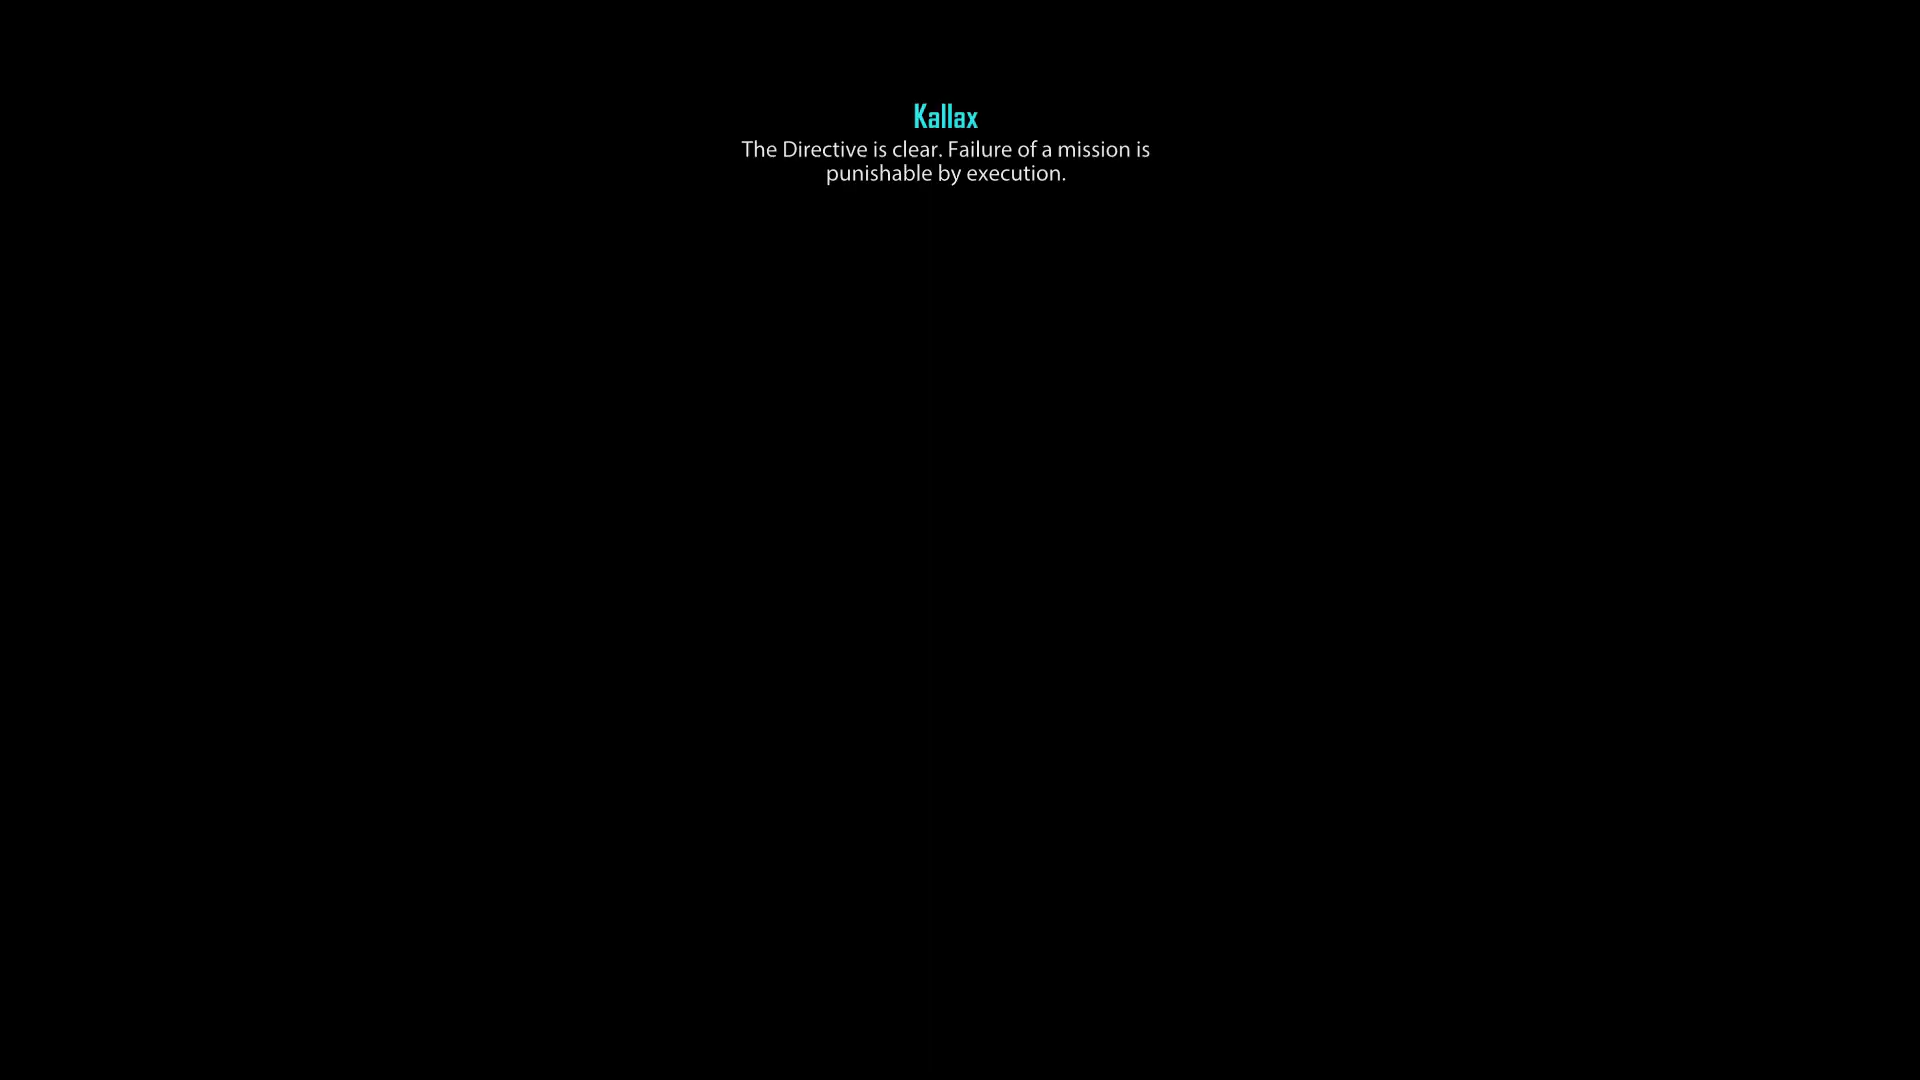 Kallax
The Directive is clear. Failure of a mission is
punishable by execution.